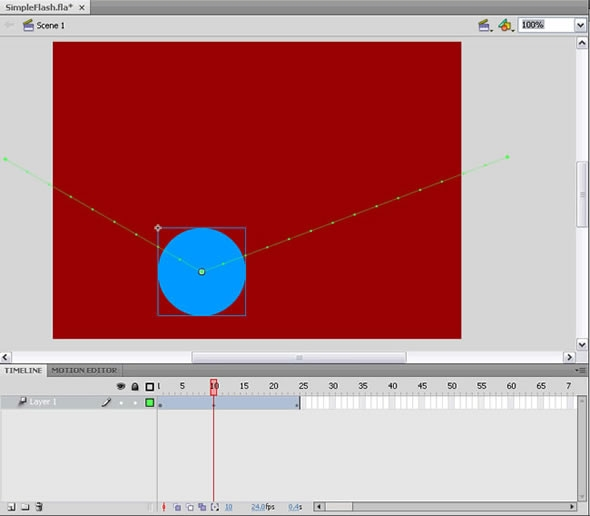 SimpleFlash.fla* ×
Scene 1
100%
TIMELINE MOTION EDITOR
1 5 10 15 20 25 30 35 40 45 50 55 60 65 7
Layer 1
10 24.0fps 0.4s